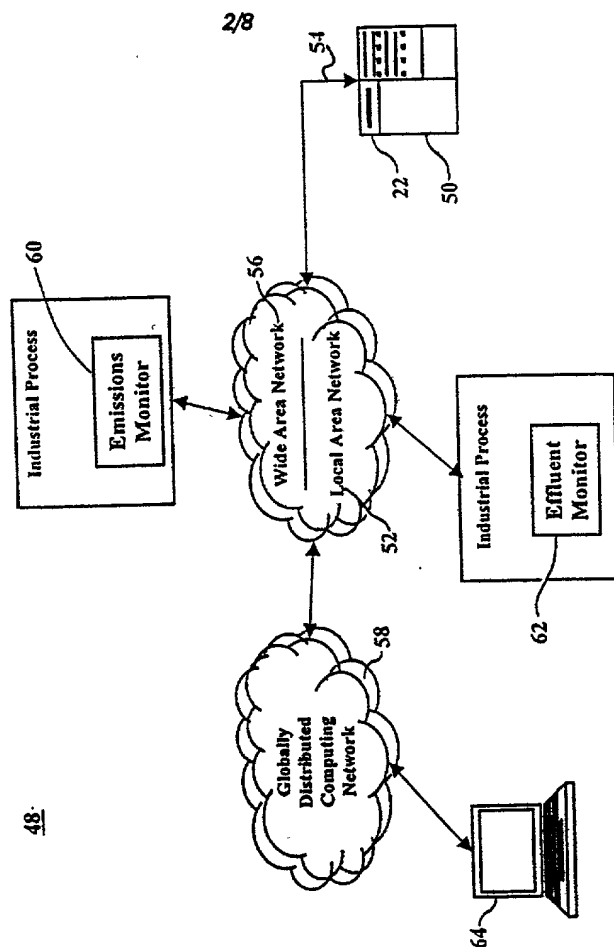 2/8
48
Industrial Process
Emissions
Monitor
60
Wide Area Network
56
Local Area Network
52
54
22
50
Globally
Distributed
Computing
Network
58
Industrial Process
Effluent
Monitor
62
64